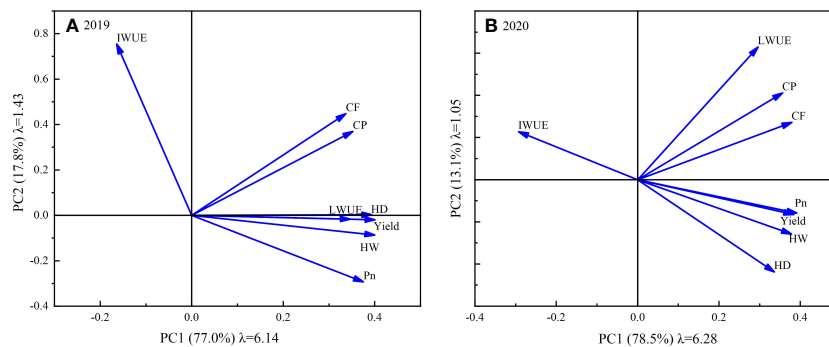 A 2019
0.8
0.6
0.4
0.2
0.0
-0.2
-0.4
PC2 (17.8%) λ=1.43
IWUE
CF
CP
LWUE
HD
Yield
HW
Pn
-0.2
0.0
0.2
0.4
PC1 (77.0%) λ=6.14
B 2020
PC2 (13.1%) λ=1.05
LWUE
CP
CF
IWUE
Pn
Yield
HW
HD
-0.4
-0.2
0.0
0.2
0.4
PC1 (78.5%) λ=6.28